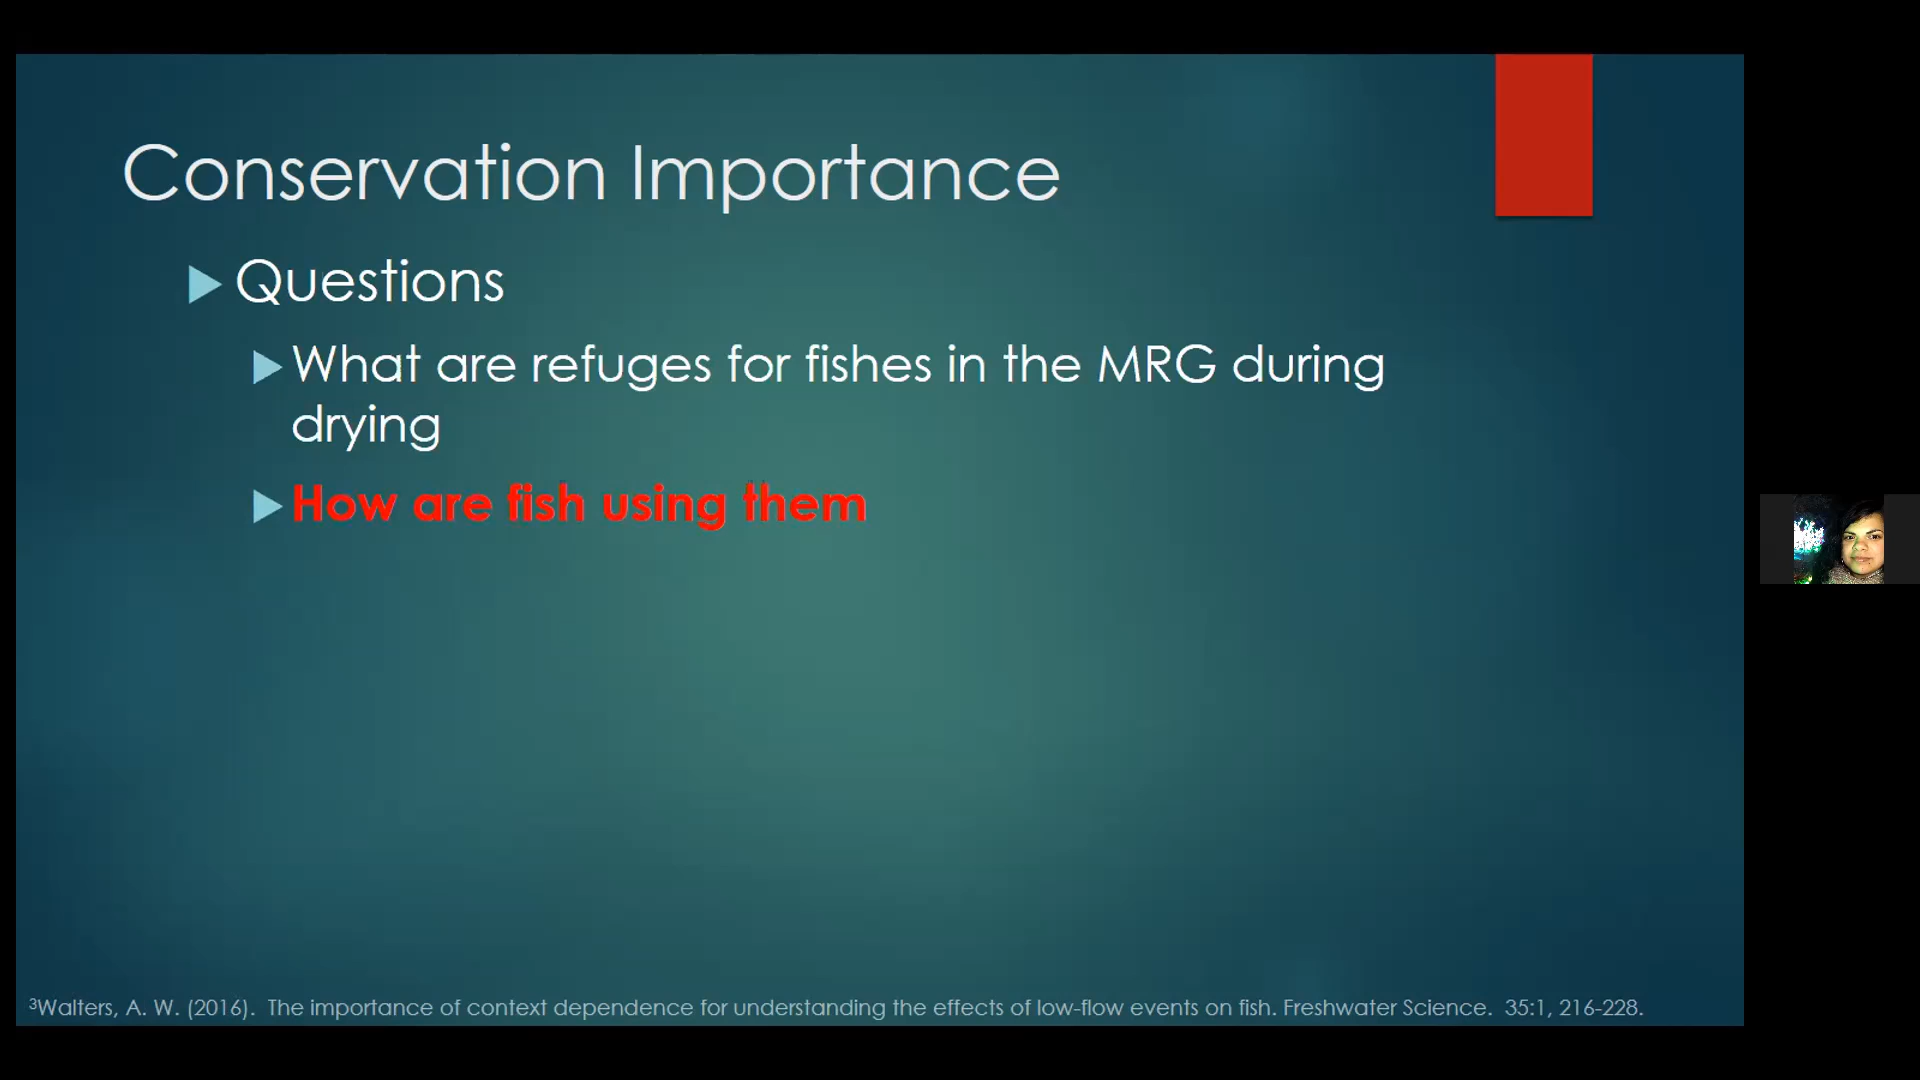 Conservation Importance
Questions
What are refuges for fishes in the MRG during
drying
How are fish using them
³Walters, A. W. (2016). The importance of context dependence for understanding the effects of low-flow events on fish. Freshwater Science. 35:1, 216-228.